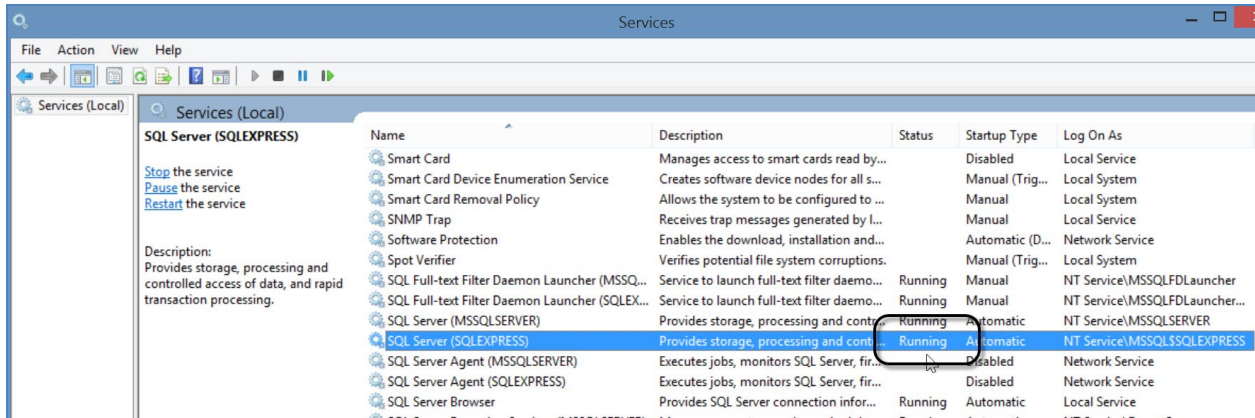 Services
File Action View Help
Services (Local)
Services (Local)
SQL Server (SQLEXPRESS)
Stop the service
Pause the service
Restart the service
Description:
Provides storage, processing and
controlled access of data, and rapid
transaction processing.
Name Description Status Startup Type Log On As
Smart Card Manages access to smart cards read by... Disabled Local Service
Smart Card Device Enumeration Service Creates software device nodes for all s... Manual (Trig... Local System
Smart Card Removal Policy Allows the system to be configured to ... Manual Local System
SNMP Trap Receives trap messages generated by l... Manual Local Service
Software Protection Enables the download, installation and... Automatic (D... Network Service
Spot Verifier Verifies potential file system corruptions. Manual (Trig... Local System
SQL Full-text Filter Daemon Launcher (MSSQ... Service to launch full-text filter daemo... Running Manual NT Service\MSSQLFDLauncher
SQL Full-text Filter Daemon Launcher (SQLEX... Service to launch full-text filter daemo... Running Manual NT Service\MSSQLFDLauncher...
SQL Server (MSSQLSERVER) Provides storage, processing and contr... Running Automatic NT Service\MSSQLSERVER
SQL Server (SQLEXPRESS) Provides storage, processing and contr... Running Automatic NT Service\MSSQL$SQLEXPRESS
SQL Server Agent (MSSQLSERVER) Executes jobs, monitors SQL Server, fir... Disabled Network Service
SQL Server Agent (SQLEXPRESS) Executes jobs, monitors SQL Server, fir... Disabled Network Service
SQL Server Browser Provides SQL Server connection infor... Running Automatic Local Service